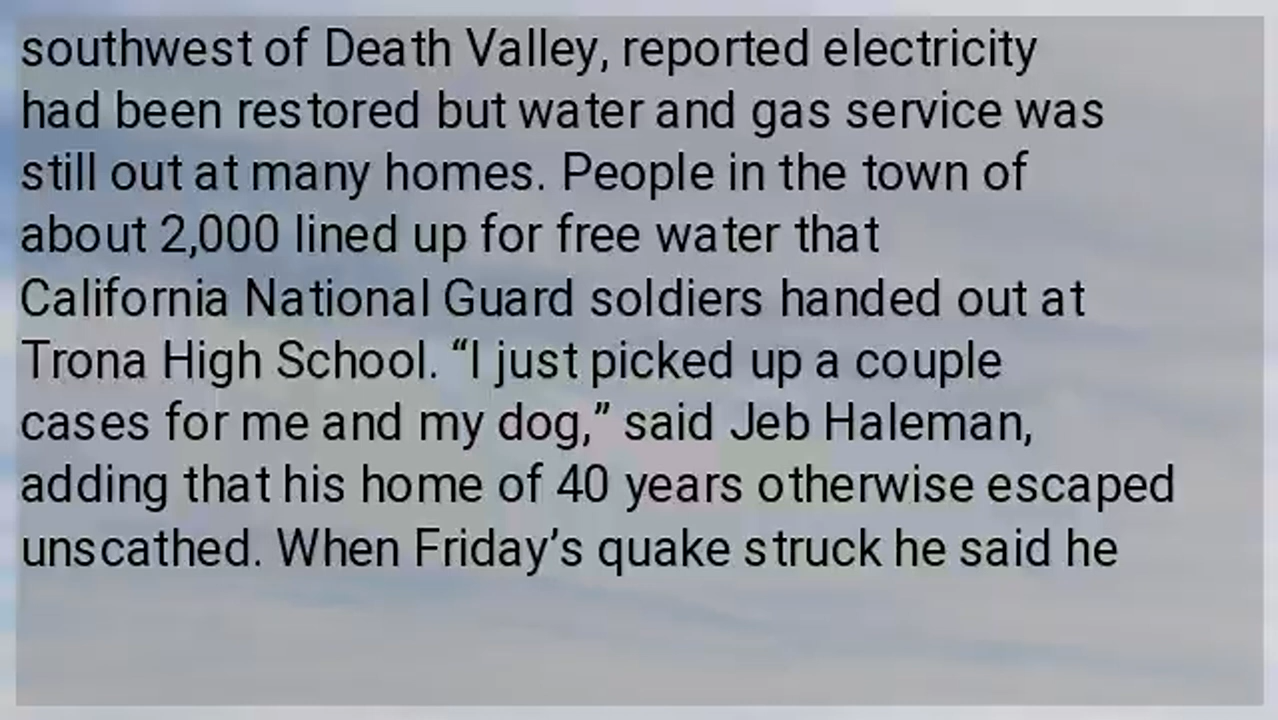 southwest of Death Valley, reported electricity
had been restored but water and gas service was
still out at many homes. People in the town of
about 2,000 lined up for free water that
California National Guard soldiers handed out at
Trona High School. “I just picked up a couple
cases for me and my dog,” said Jeb Haleman,
adding that his home of 40 years otherwise escaped
unscathed. When Friday’s quake struck he said he